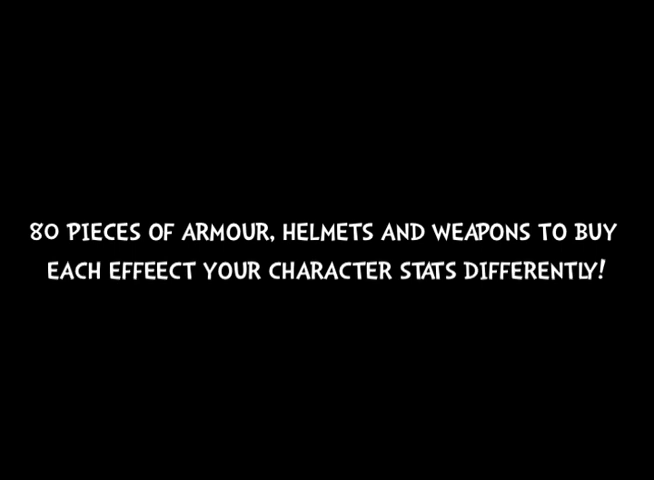 80 PIECES OF ARMOUR, HELMETS AND WEAPONS TO BUY
EACH EFFEECT YOUR CHARACTER STATS DIFFERENTLY!